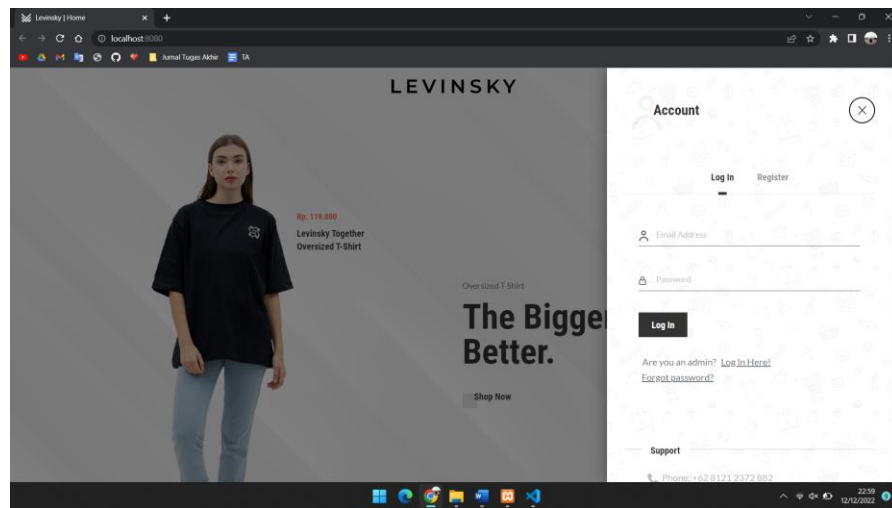 Levinsky | Home
localhost:8080
Jurnal Tugas Akhir
TA
LEVINSKY
Rp. 119.000
Levinsky Together
Oversized T-Shirt
Oversized T-Shirt
The Bigger
Better.
Shop Now
Account
Log In
Register
Email Address
Password
Log In
Are you an admin? Log In Here!
Forgot password?
Support
Phone: +62 8121 2372 882
22:59
12/12/2022